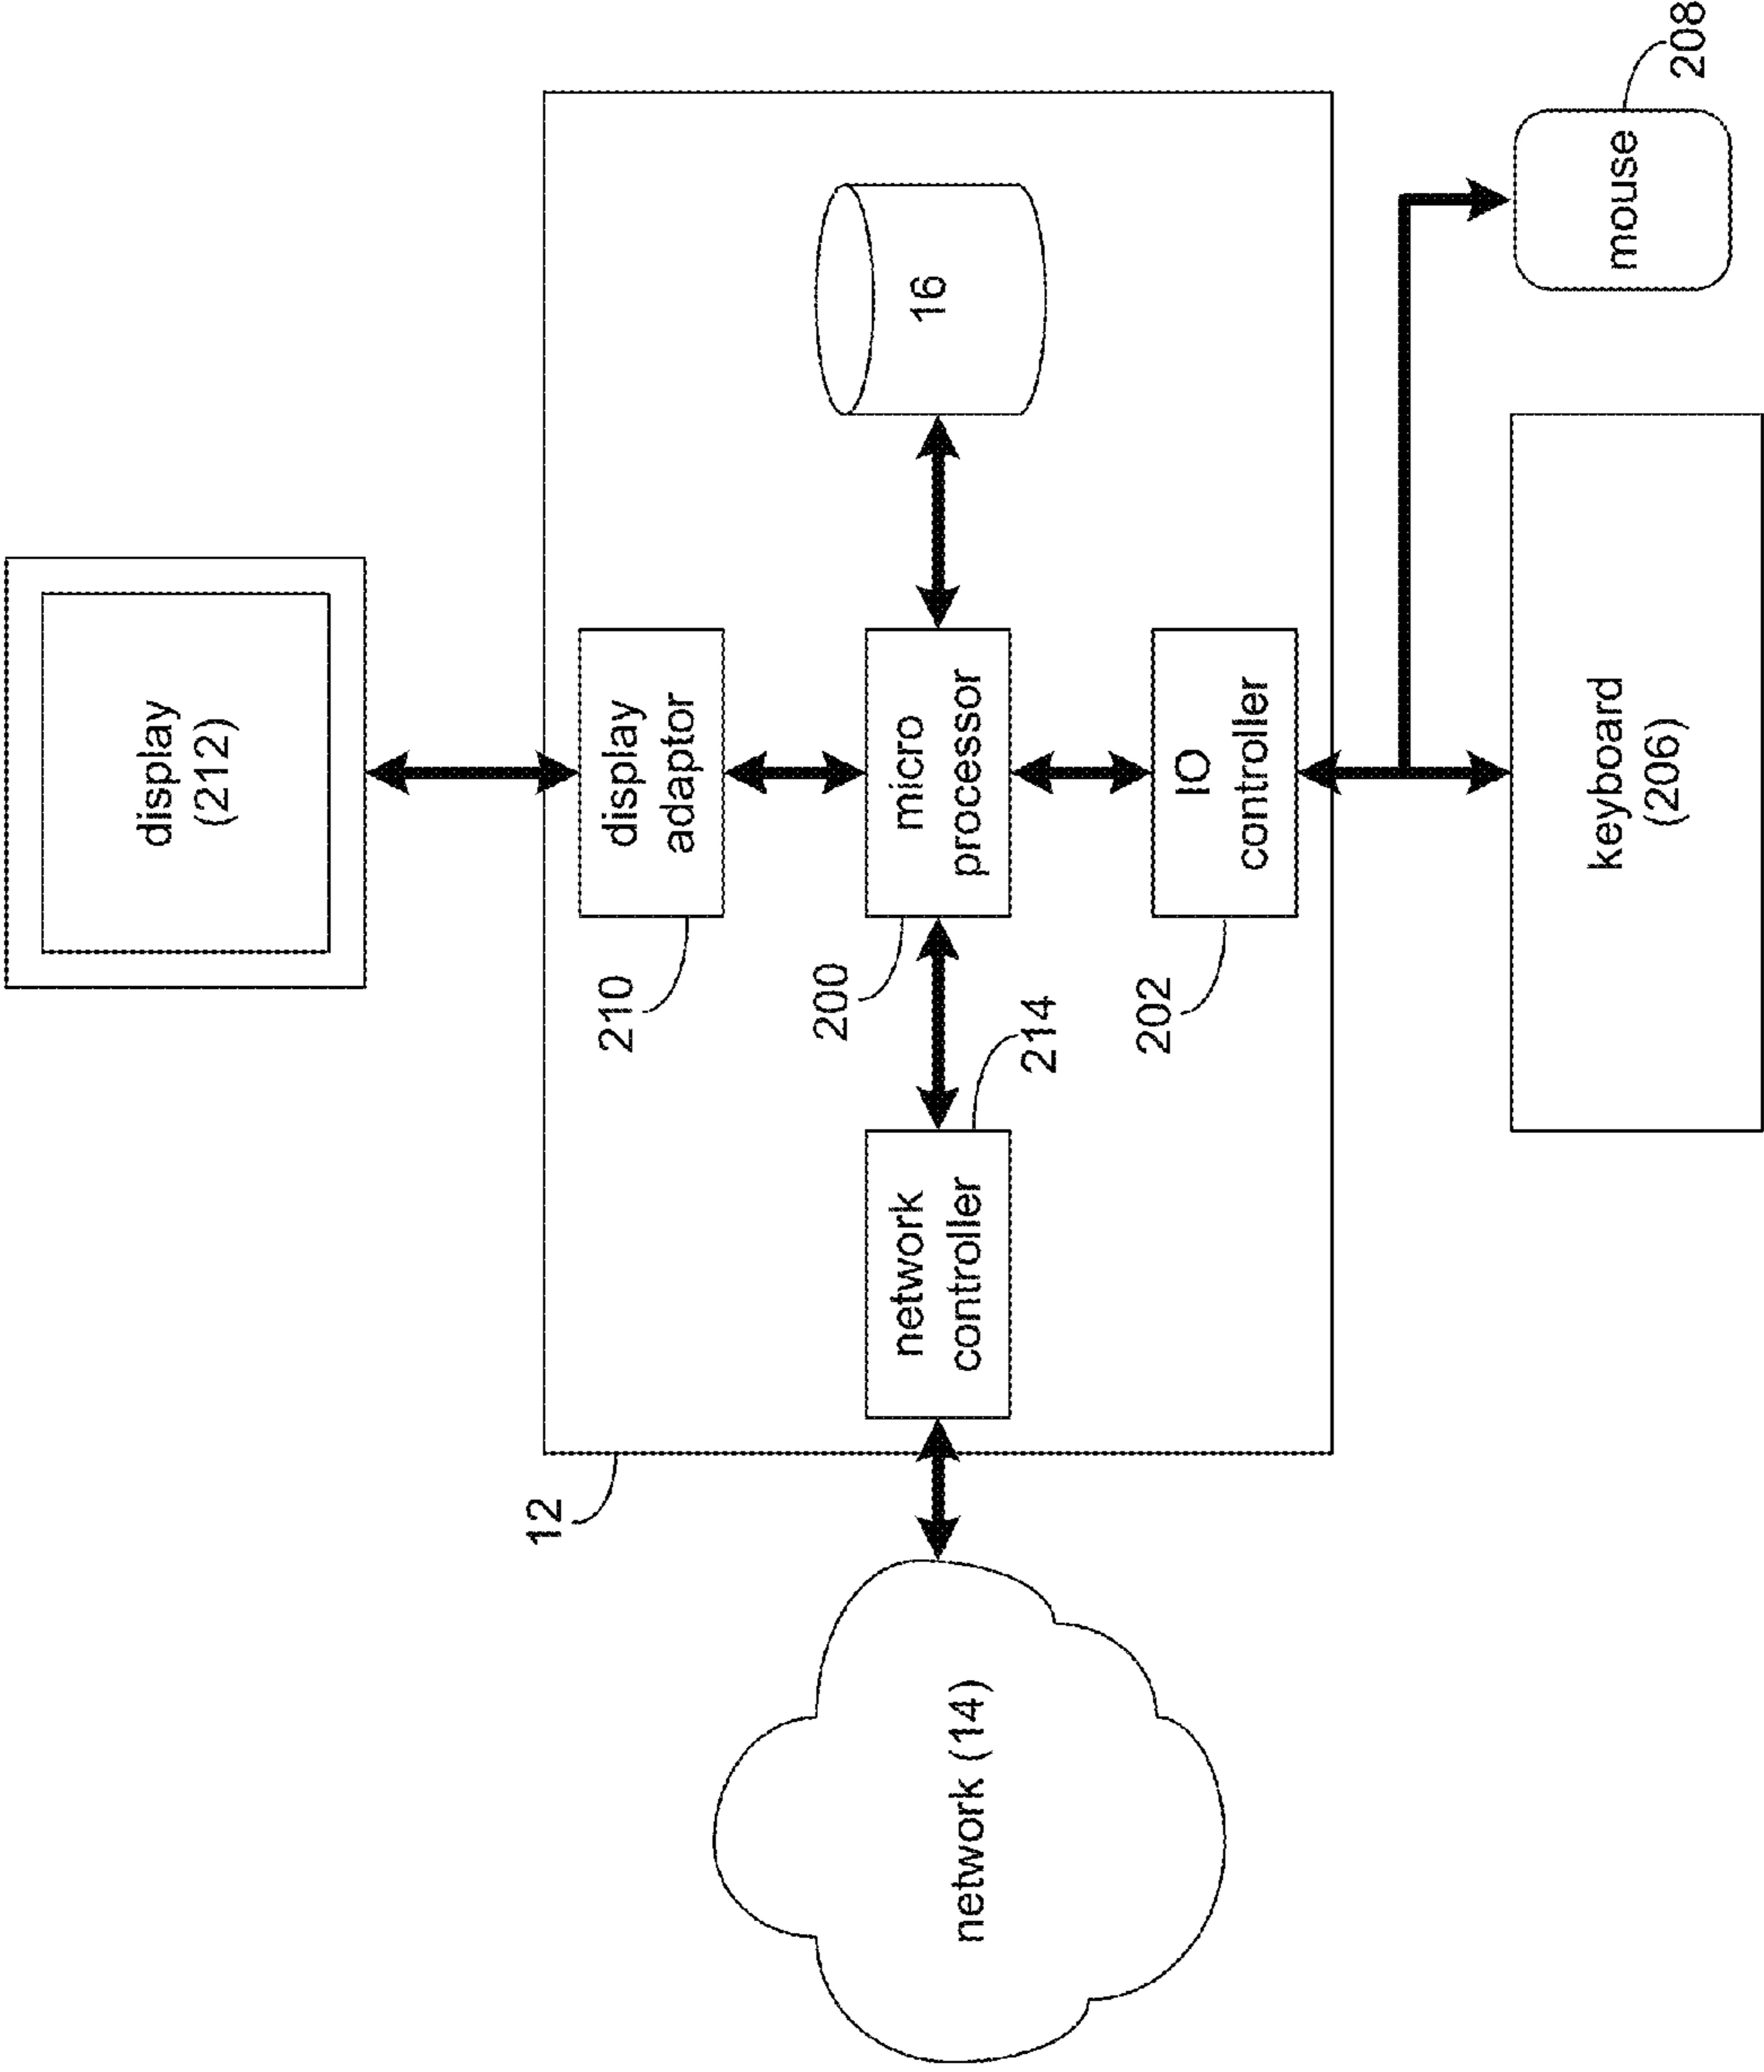 display
(212)
12
210
display
adaptor
200
micro
processor
16
network
controller
214
network (14)
202
IO
controller
keyboard
(206)
mouse
208